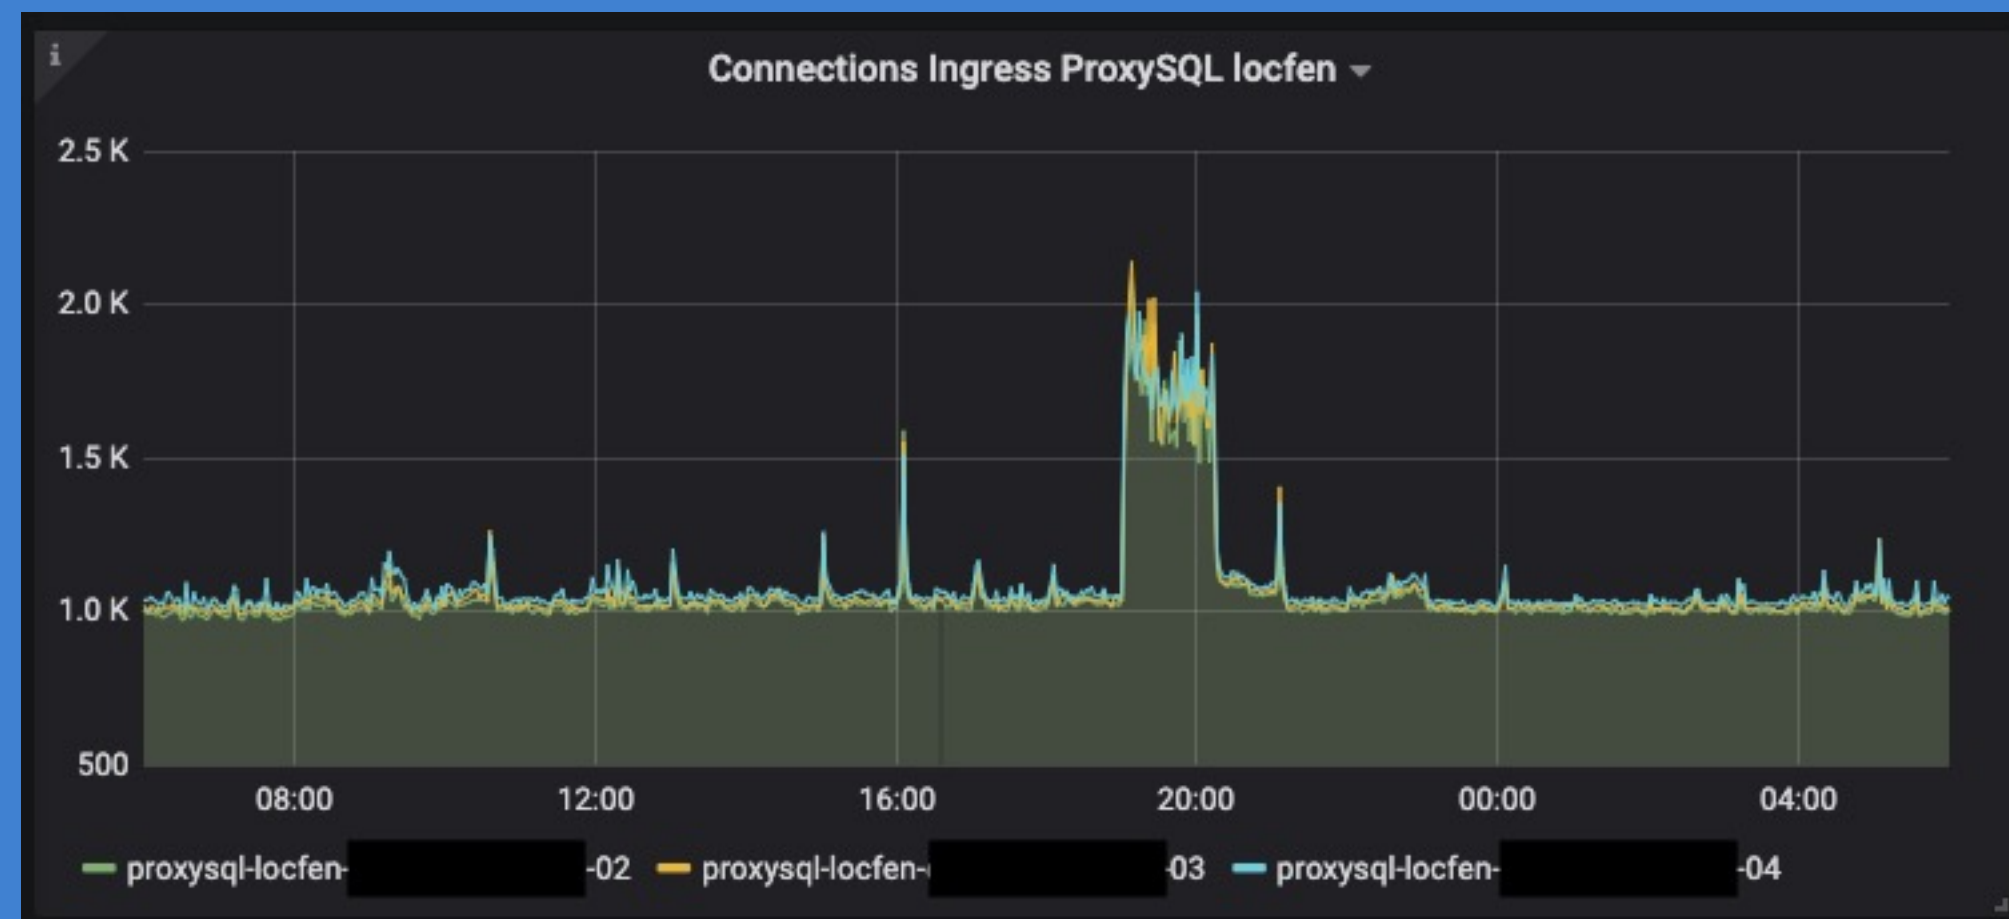 i
Connections Ingress ProxySQL locfen
2.5 K
2.0 K
1.5 K
1.0 K
500
08:00 12:00 16:00 20:00 00:00 04:00
proxysql-locfen- -02 proxysql-locfen- -03 proxysql-locfen- -04